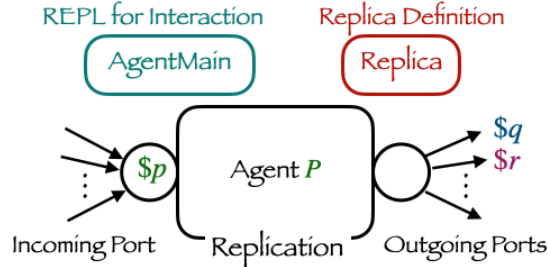 REPL for Interaction
Replica Definition
AgentMain
Replica
$p
Agent P
$q
$r
Incoming Port
Replication
Outgoing Ports